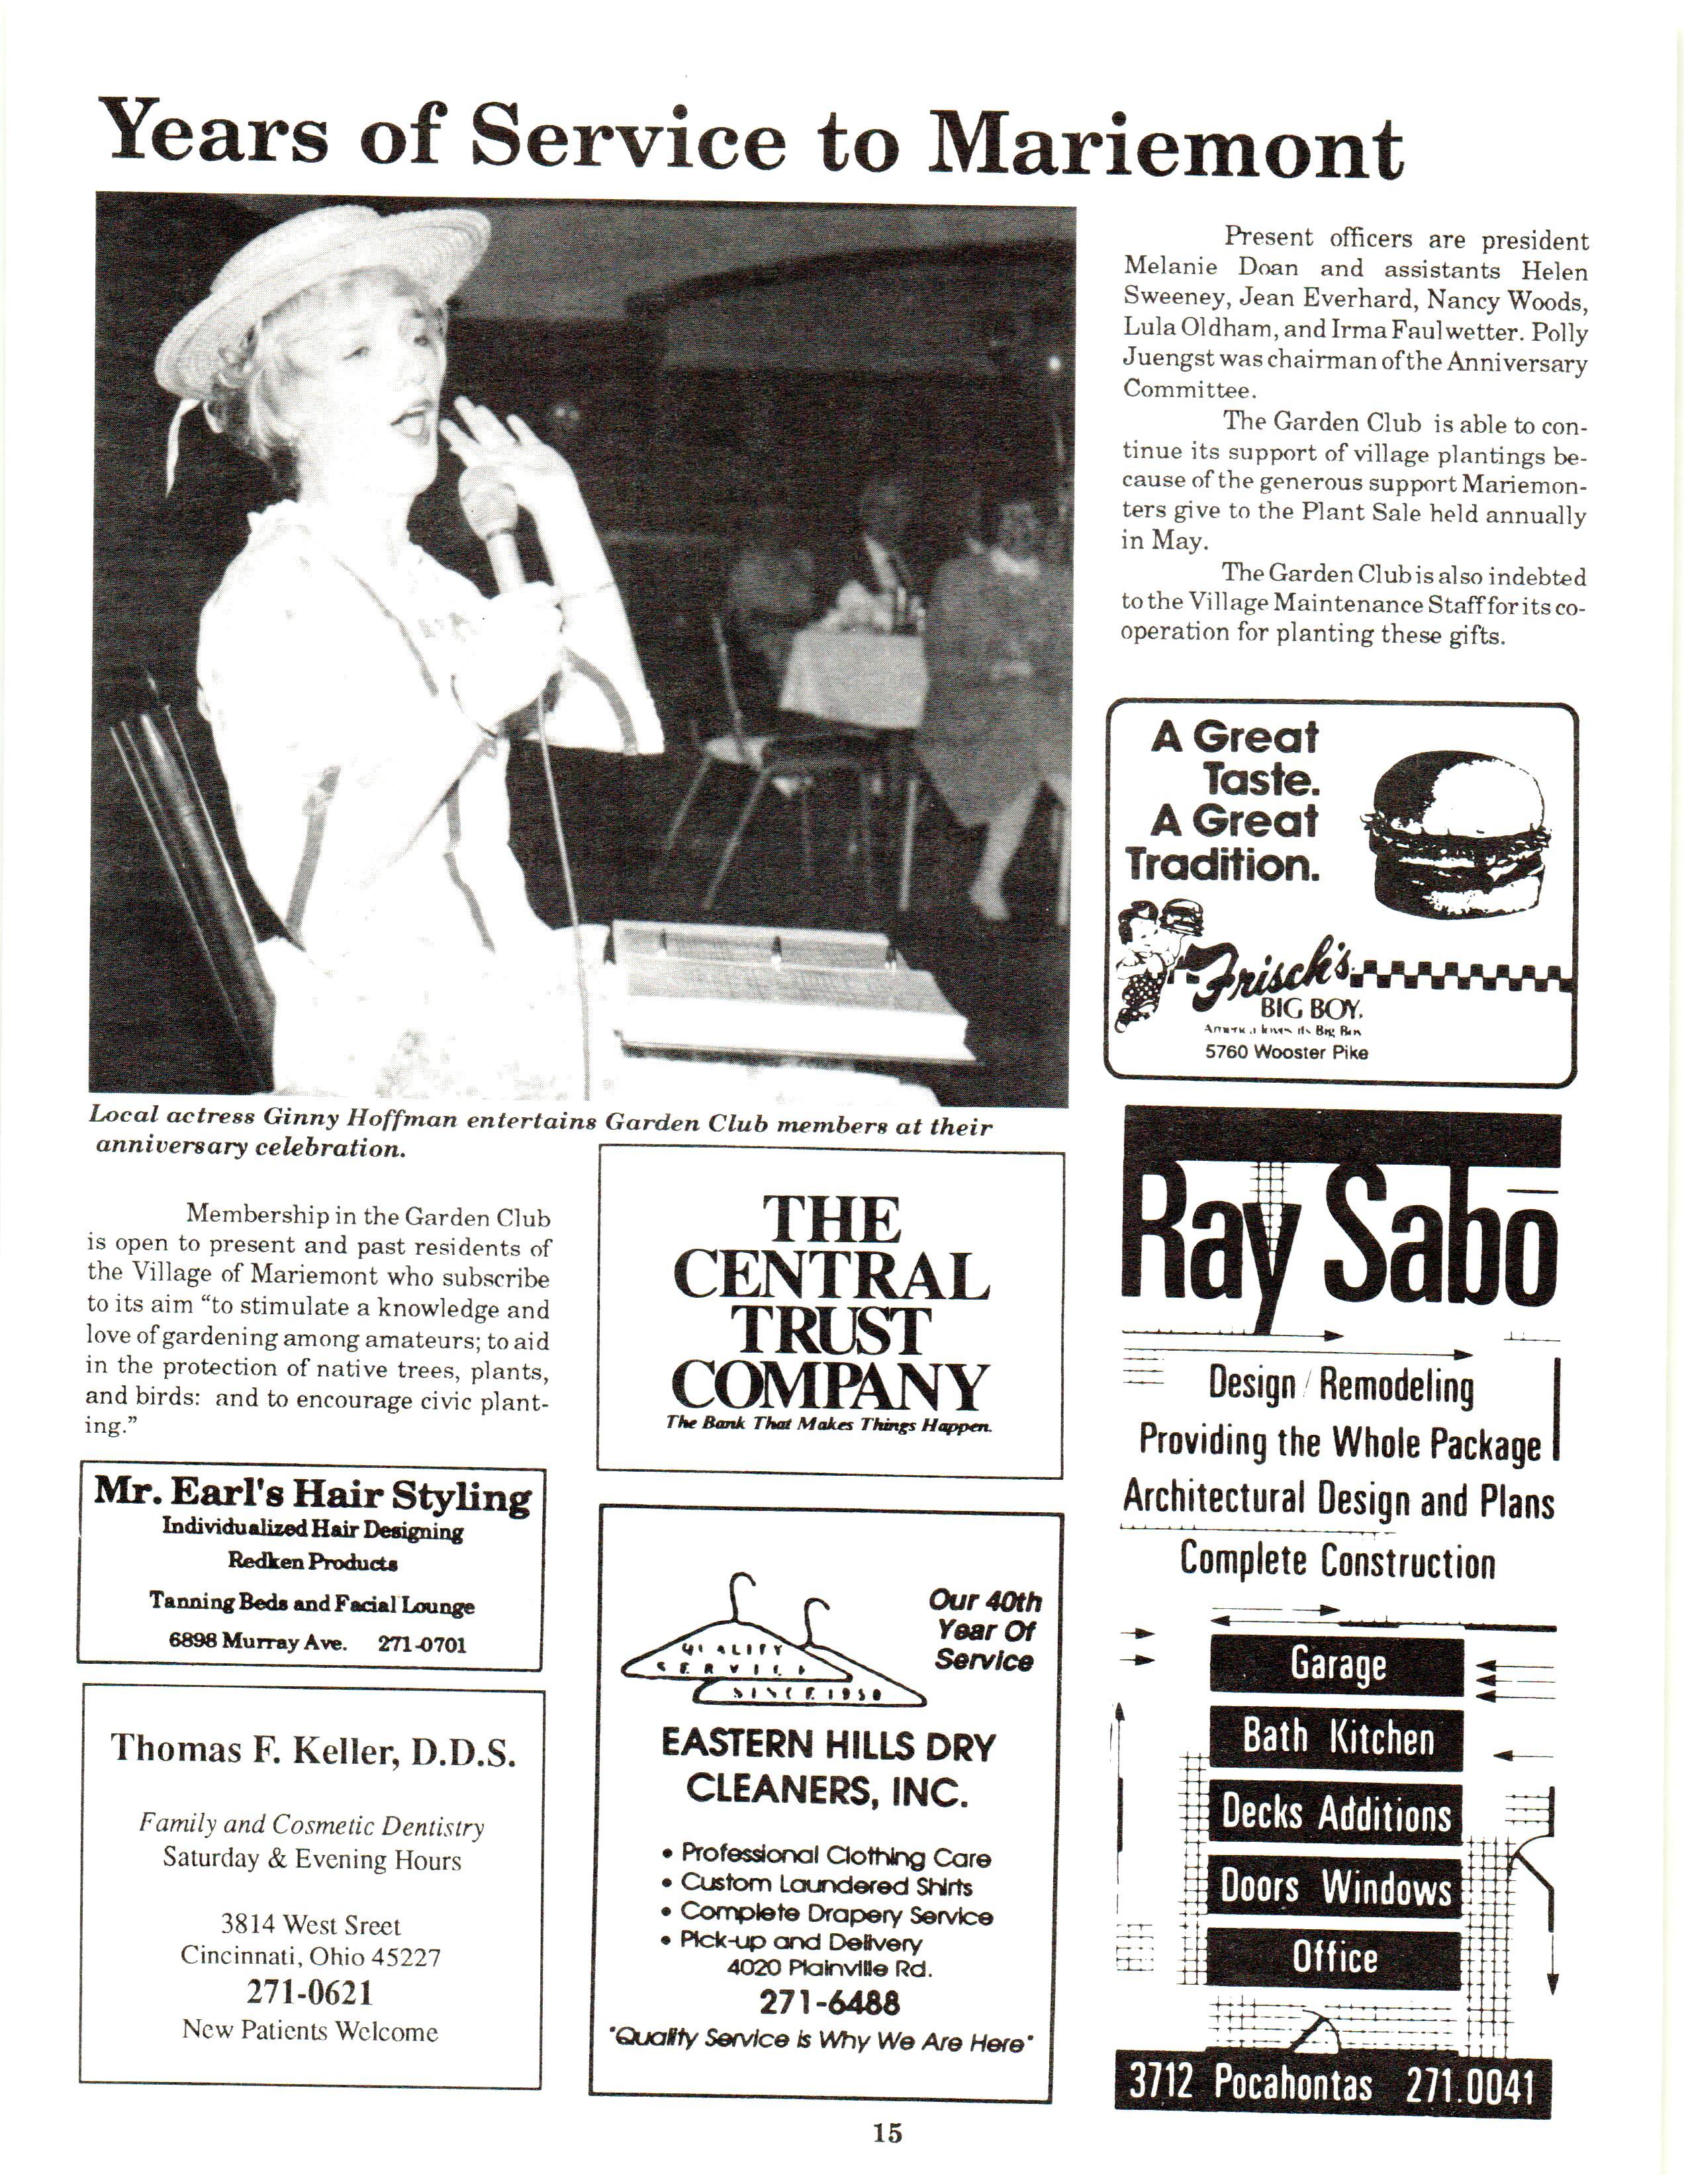 Years of Service to Mariemont
Local actress Ginny Hoffman entertains Garden Club members at their
anniversary celebration.
Membership in the Garden Club
is open to present and past residents of
the Village of Mariemont who subscribe
to its aim “to stimulate a knowledge and
love of gardening among amateurs; to aid
in the protection of native trees, plants,
and birds: and to encourage civic plant-
ing.”
Mr. Earl's Hair Styling
Individualized Hair Designing
Redken Products
Tanning Beds and Facial Lounge
6898 Murray Ave. 271-0701
Thomas F. Keller, D.D.S.
Family and Cosmetic Dentistry
Saturday & Evening Hours
3814 West Sreet
Cincinnati, Ohio 45227
271-0621
New Patients Welcome
THE
CENTRAL
TRUST
COMPANY
The Bank That Makes Things Happen.
Our 40th
Year Of
Service
QUALITY
SERVICE
SINCE 1950
EASTERN HILLS DRY
CLEANERS, INC.
• Professional Clothing Care
• Custom Laundered Shirts
• Complete Drapery Service
• Pick-up and Delivery
4020 Plainville Rd.
271-6488
"Quality Service is Why We Are Here"
Present officers are president
Melanie Doan and assistants Helen
Sweeney, Jean Everhard, Nancy Woods,
Lula Oldham, and Irma Faulwetter. Polly
Juengst was chairman of the Anniversary
Committee.
The Garden Club is able to con-
tinue its support of village plantings be-
cause of the generous support Mariemon-
ters give to the Plant Sale held annually
in May.
The Garden Club is also indebted
to the Village Maintenance Staff for its co-
operation for planting these gifts.
A Great
Taste.
A Great
Tradition.
Frisch's
BIG BOY.
America loves its Big Boy
5760 Wooster Pike
Ray Sabo
Design / Remodeling
Providing the Whole Package
Architectural Design and Plans
Complete Construction
Garage
Bath Kitchen
Decks Additions
Doors Windows
Office
3712 Pocahontas 271.0041
15